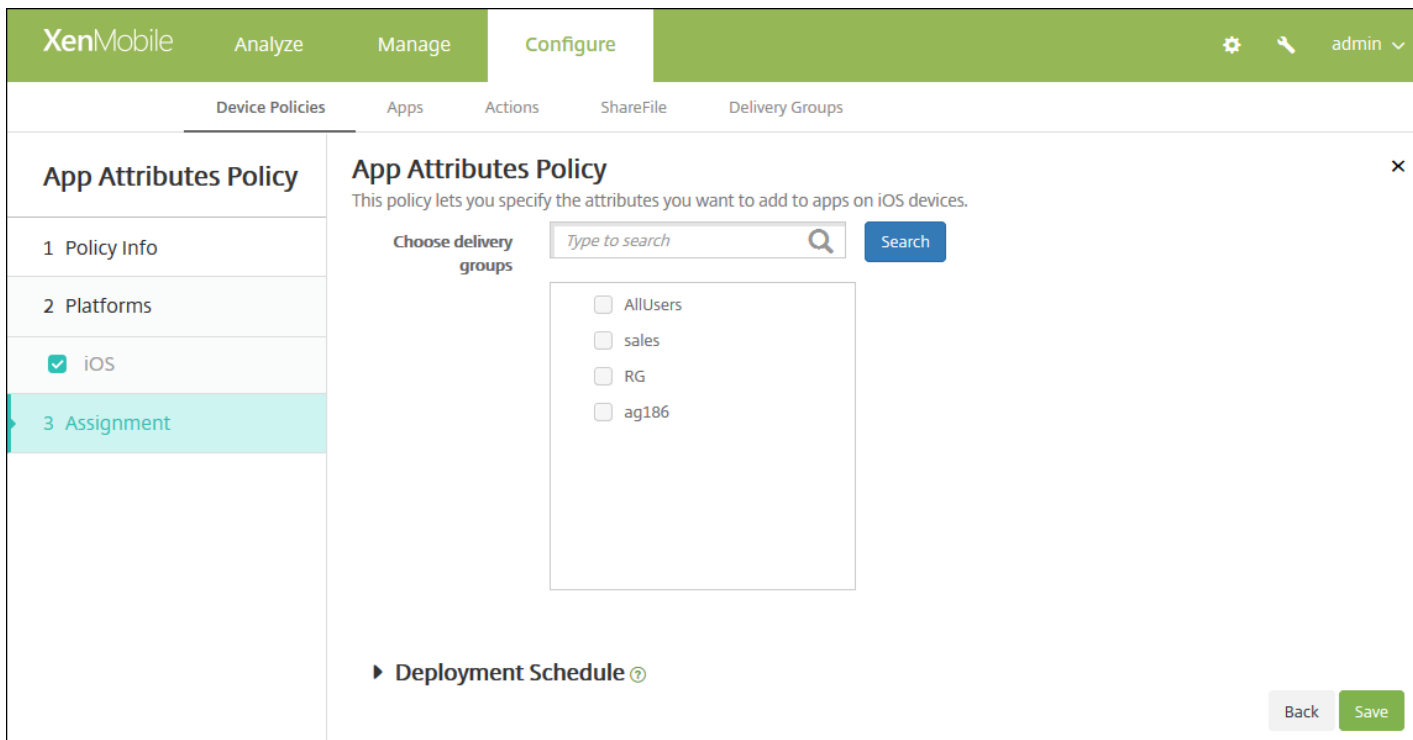 XenMobile Analyze Manage Configure admin
Device Policies Apps Actions ShareFile Delivery Groups
App Attributes Policy
1 Policy Info
2 Platforms
iOS
3 Assignment
App Attributes Policy
This policy lets you specify the attributes you want to add to apps on iOS devices.
Choose delivery
groups
Type to search
Search
AllUsers
sales
RG
ag186
Deployment Schedule ?
Back Save